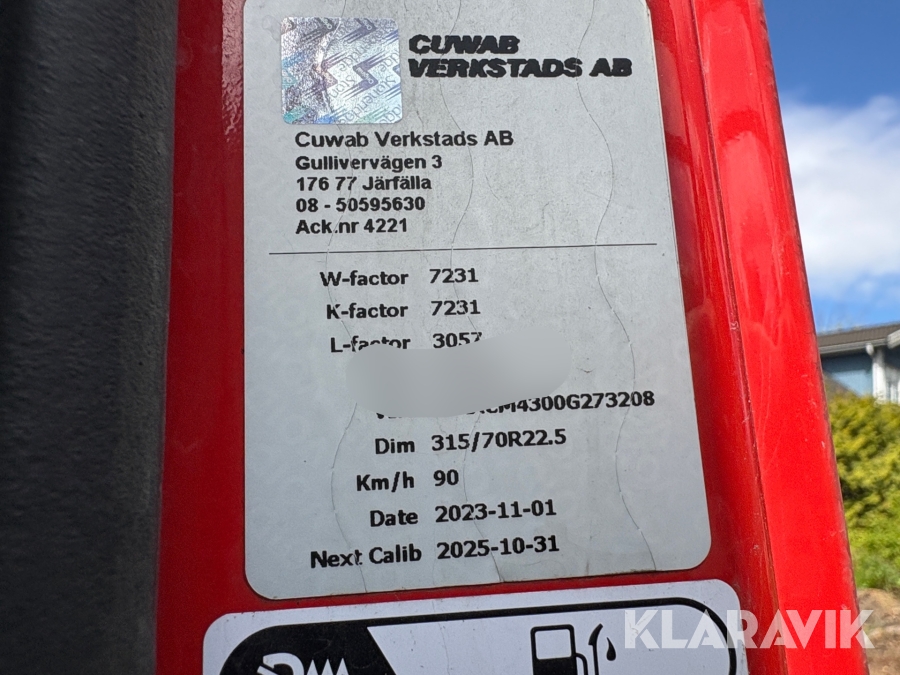 CUWAB
VERKSTADS AB
Cuwab Verkstads AB
Gullivervägen 3
176 77 Järfälla
08 - 50595630
Ack.nr 4221
W-factor 7231
K-factor 7231
L-factor 3057
CM4300G273208
Dim 315/70R22.5
Km/h 90
Date 2023-11-01
Next Calib 2025-10-31
KLARAVIK